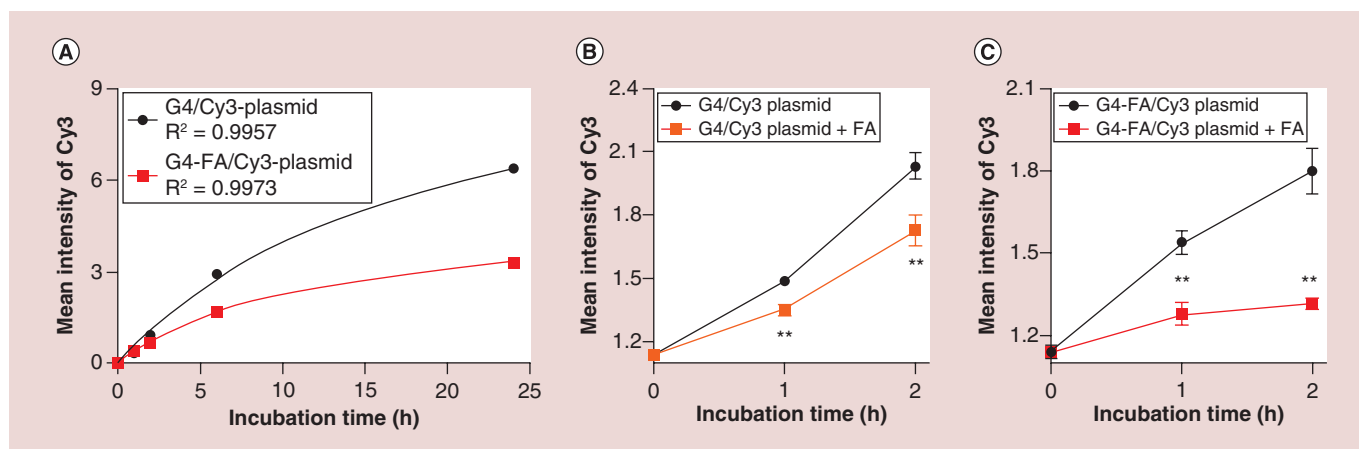 A
Mean intensity of Cy3
9
6
3
0
G4/Cy3-plasmid
R² = 0.9957
G4-FA/Cy3-plasmid
R² = 0.9973
0 5 10 15 20 25
Incubation time (h)
B
Mean intensity of Cy3
2.4
2.1
1.8
1.5
1.2
G4/Cy3 plasmid
G4/Cy3 plasmid + FA
**
**
0 1 2
Incubation time (h)
C
Mean intensity of Cy3
2.1
1.8
1.5
1.2
G4-FA/Cy3 plasmid
G4-FA/Cy3 plasmid + FA
** **
0 1 2
Incubation time (h)